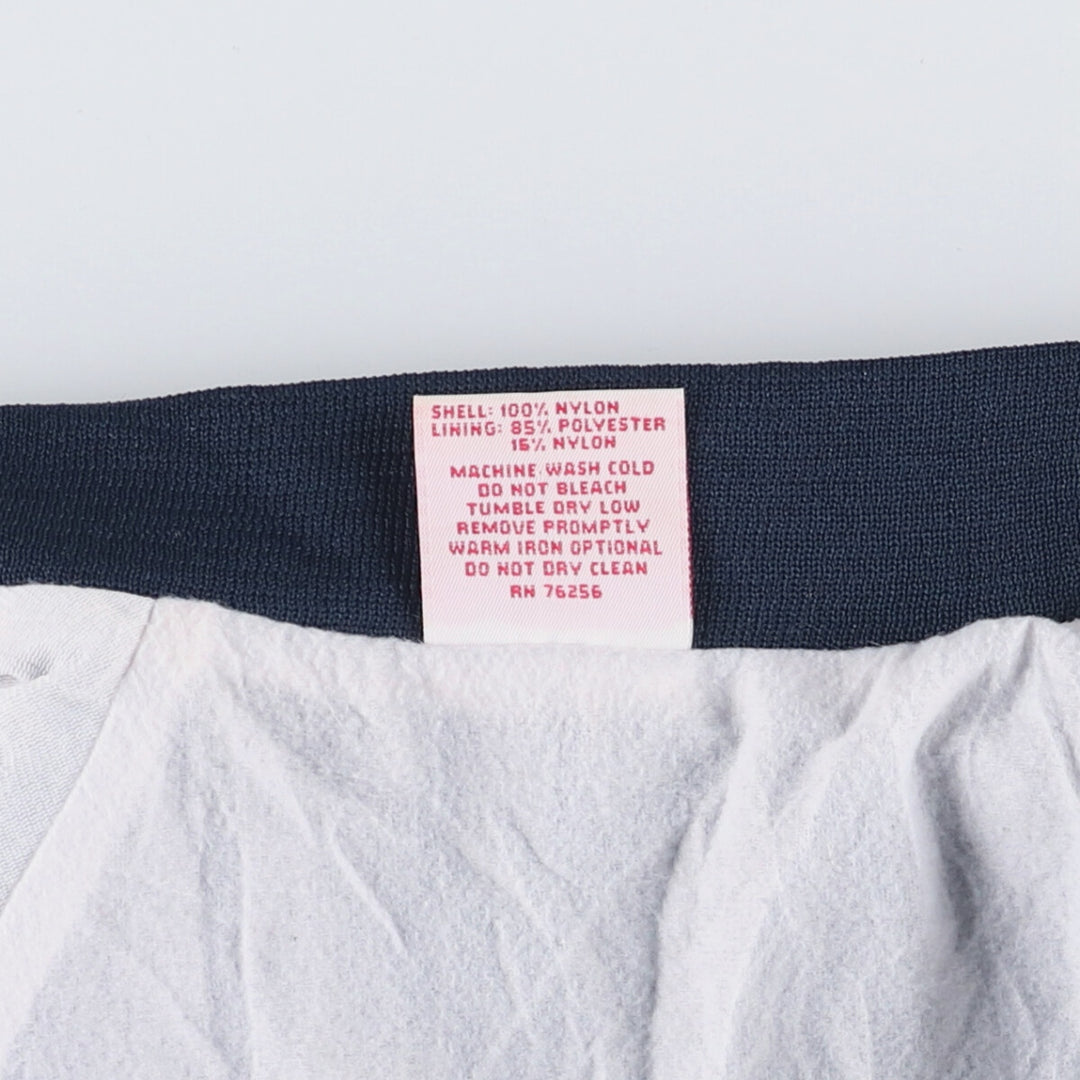 SHELL: 100% NYLON
LINING: 85% POLYESTER
15% NYLON
MACHINE WASH COLD
DO NOT BLEACH
TUMBLE DRY LOW
REMOVE PROMPTLY
WARM IRON OPTIONAL
DO NOT DRY CLEAN
RN 76256